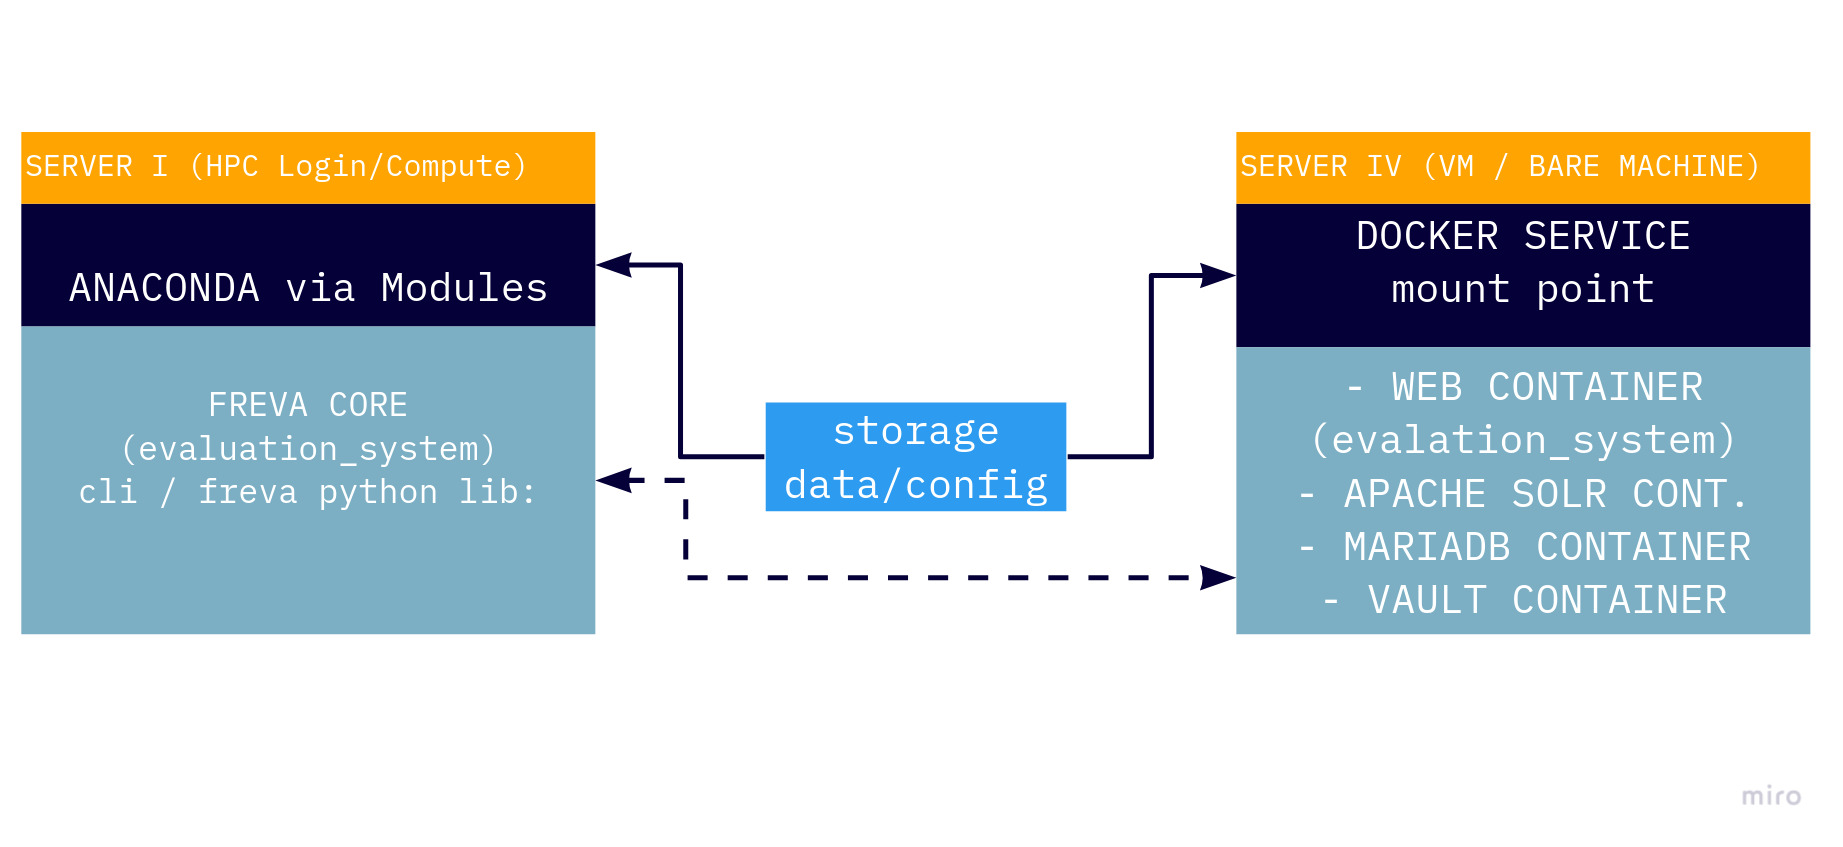 SERVER I (HPC Login/Compute)
ANACONDA via Modules
FREVA CORE
(evaluation_system)
cli / freva python lib:
storage
data/config
SERVER IV (VM / BARE MACHINE)
DOCKER SERVICE
mount point
- WEB CONTAINER
(evalation_system)
- APACHE SOLR CONT.
- MARIADB CONTAINER
- VAULT CONTAINER
miro